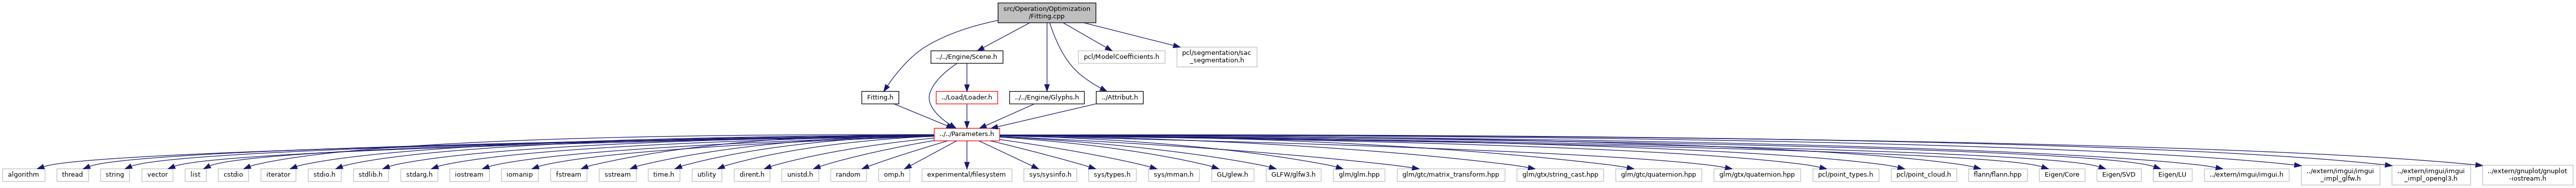 src/Operation/Optimization
/Fitting.cpp
../../Engine/Scene.h
pcl/ModelCoefficients.h
pcl/segmentation/sac
_segmentation.h
Fitting.h
../Load/Loader.h
../../Engine/Glyphs.h
../Attribut.h
../../Parameters.h
algorithm
thread
string
vector
list
cstdio
iterator
stdio.h
stdlib.h
stdarg.h
iostream
iomanip
fstream
sstream
time.h
utility
dirent.h
unistd.h
random
omp.h
experimental/filesystem
sys/sysinfo.h
sys/types.h
sys/mman.h
GL/glew.h
GLFW/glfw3.h
glm/glm.hpp
glm/gtc/matrix_transform.hpp
glm/gtx/string_cast.hpp
glm/gtc/quaternion.hpp
glm/gtx/quaternion.hpp
pcl/point_types.h
pcl/point_cloud.h
flann/flann.hpp
Eigen/Core
Eigen/SVD
Eigen/LU
../extern/imgui/imgui.h
../extern/imgui/imgui
_impl_glfw.h
../extern/imgui/imgui
_impl_opengl3.h
../extern/gnuplot/gnuplot
-iostream.h